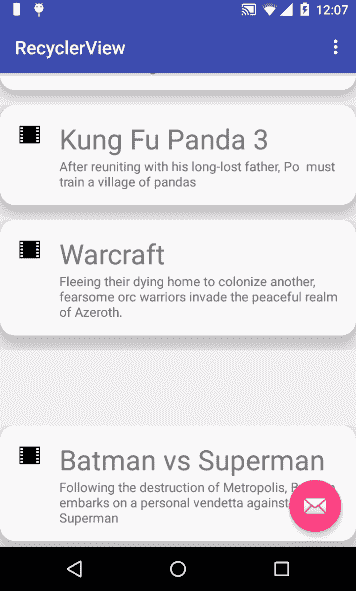 12:07
RecyclerView
Kung Fu Panda 3
After reuniting with his long-lost father, Po  must
train a village of pandas
Warcraft
Fleeing their dying home to colonize another,
fearsome orc warriors invade the peaceful realm
of Azeroth.
Batman vs Superman
Following the destruction of Metropolis,
embarks on a personal vendetta against
Superman